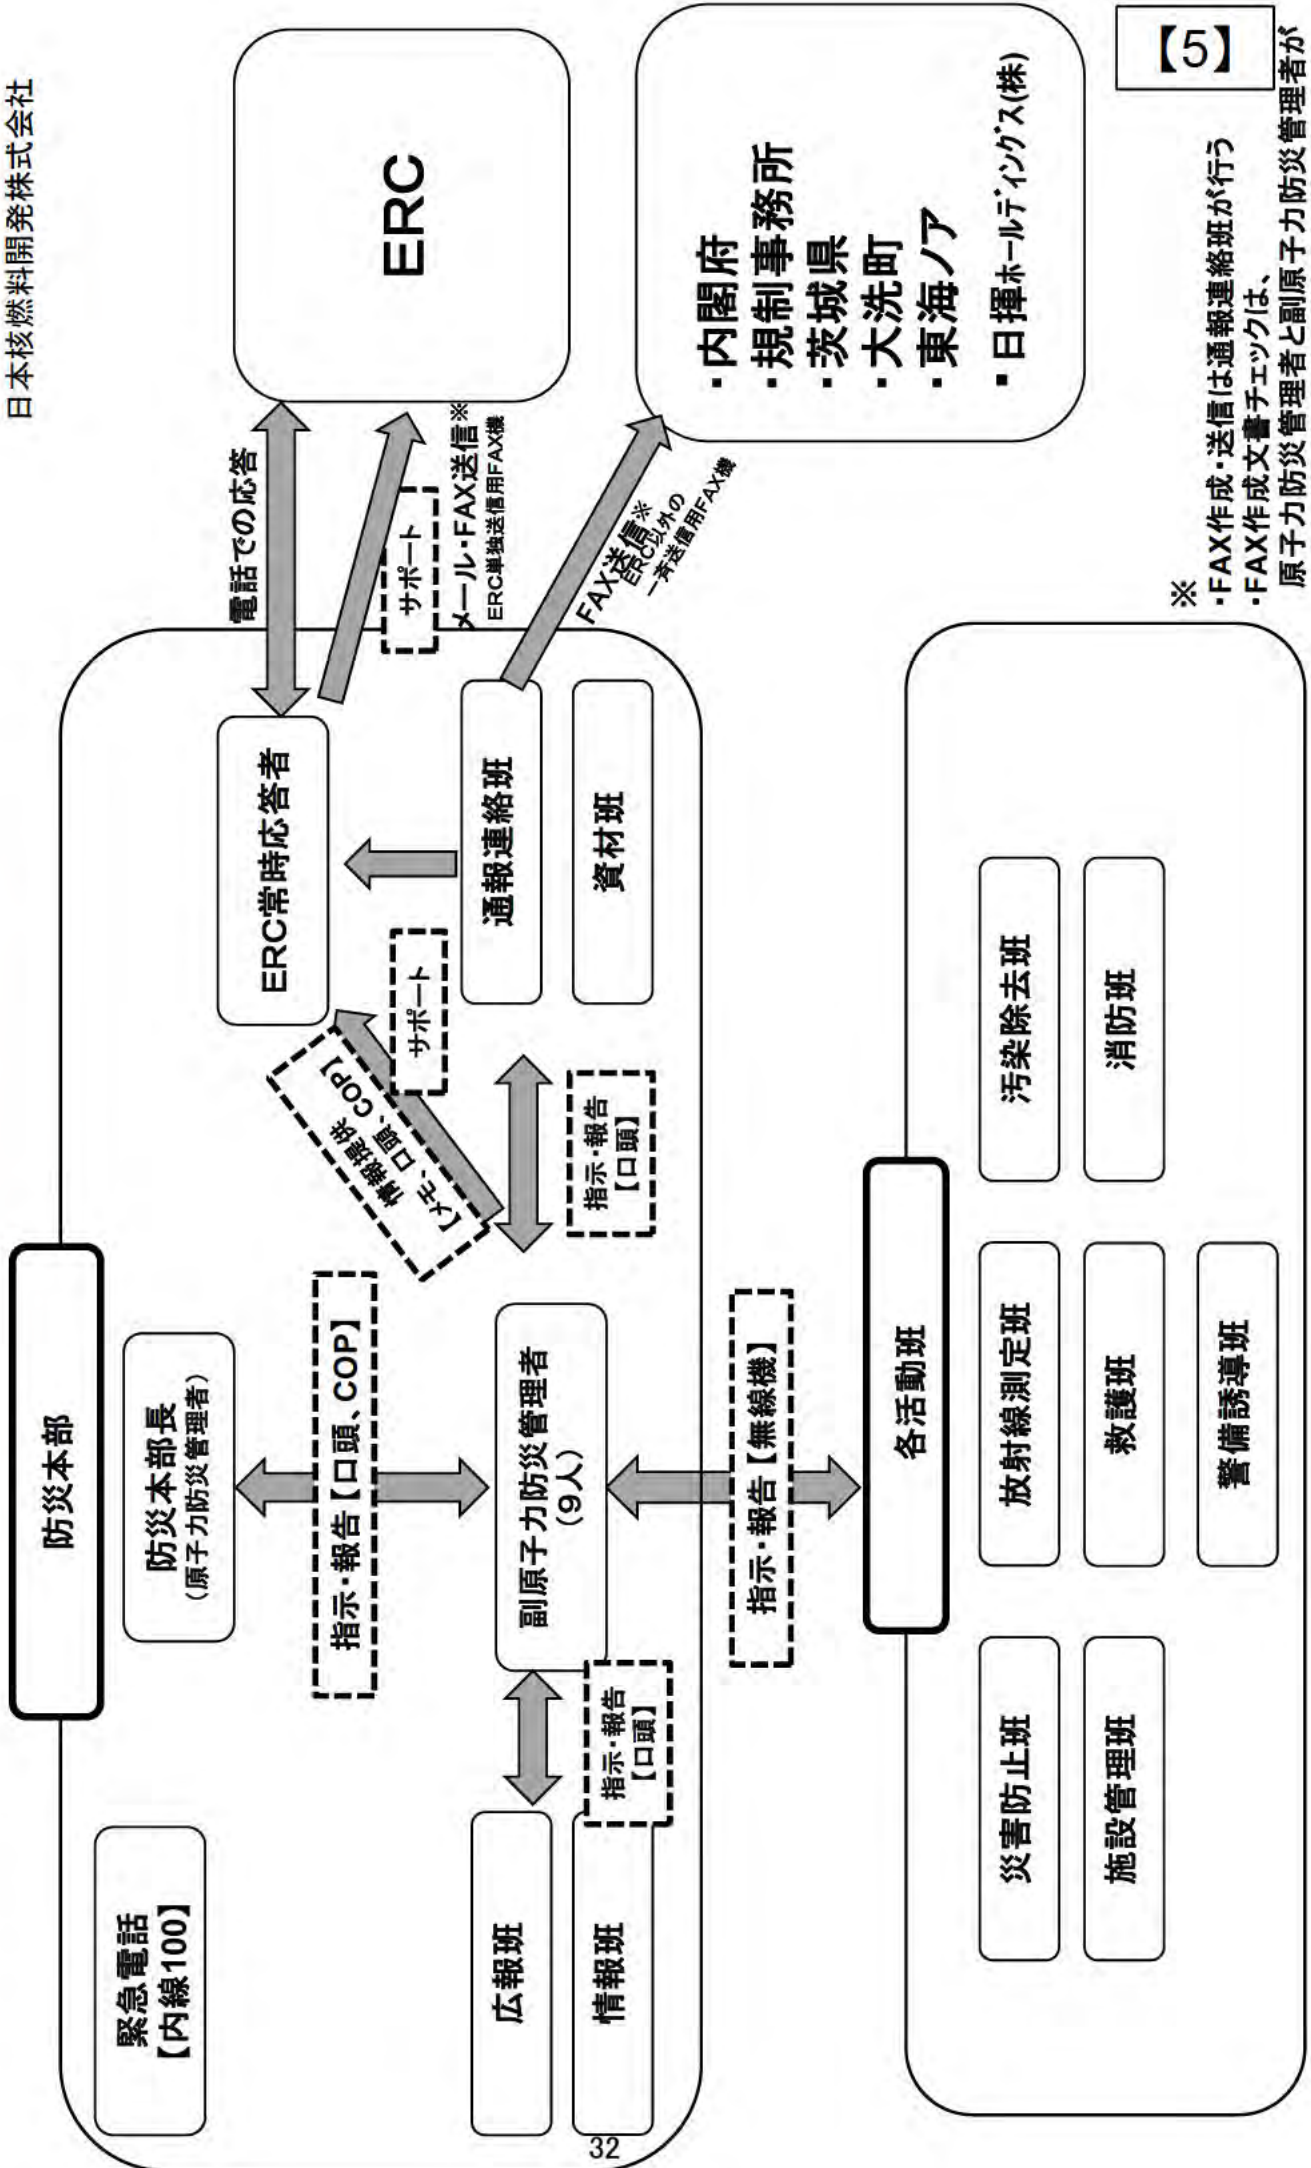 日本核燃料開発株式会社
防災本部
緊急電話
【内線100】
防災本部長
(原子力防災管理者)
指示・報告【口頭、COP】
ERC常時応答者
電話での応答
ERC
サポート
メール・FAX送信※
ERC単独送信用FAX機
情報提供
【メモ、口頭、COP】
サポート
広報班
情報班
指示・報告
【口頭】
副原子力防災管理者
(9人)
指示・報告
【口頭】
通報連絡班
資材班
FAX送信※
ERC以外の
一斉送信用FAX機
・内閣府
・規制事務所
・茨城県
・大洗町
・東海ノア
・日揮ホールディングス(株)
指示・報告【無線機】
各活動班
災害防止班
放射線測定班
汚染除去班
施設管理班
救護班
消防班
警備誘導班
※
・FAX作成・送信は通報連絡班が行う
・FAX作成文書チェックは、
原子力防災管理者と副原子力防災管理者が
【5】
32